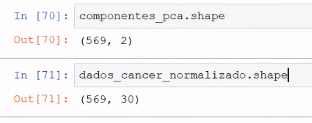 In [70]: componentes_pca.shape
Out[70]: (569, 2)
In [71]: dados_cancer_normalizado.shape
Out[71]: (569, 30)